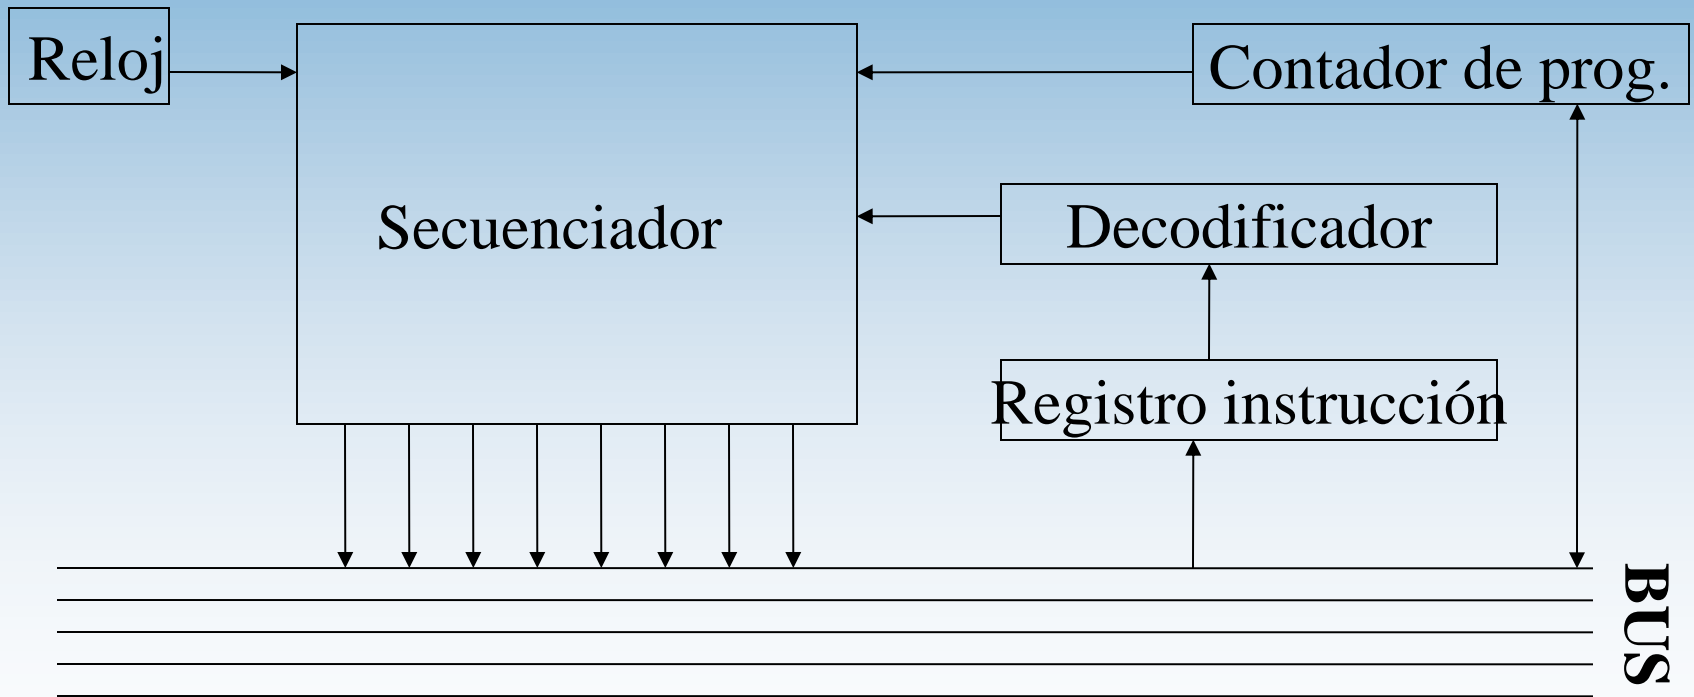 Reloj
Contador de prog.
Secuenciador
Decodificador
Registro instrucción
BUS